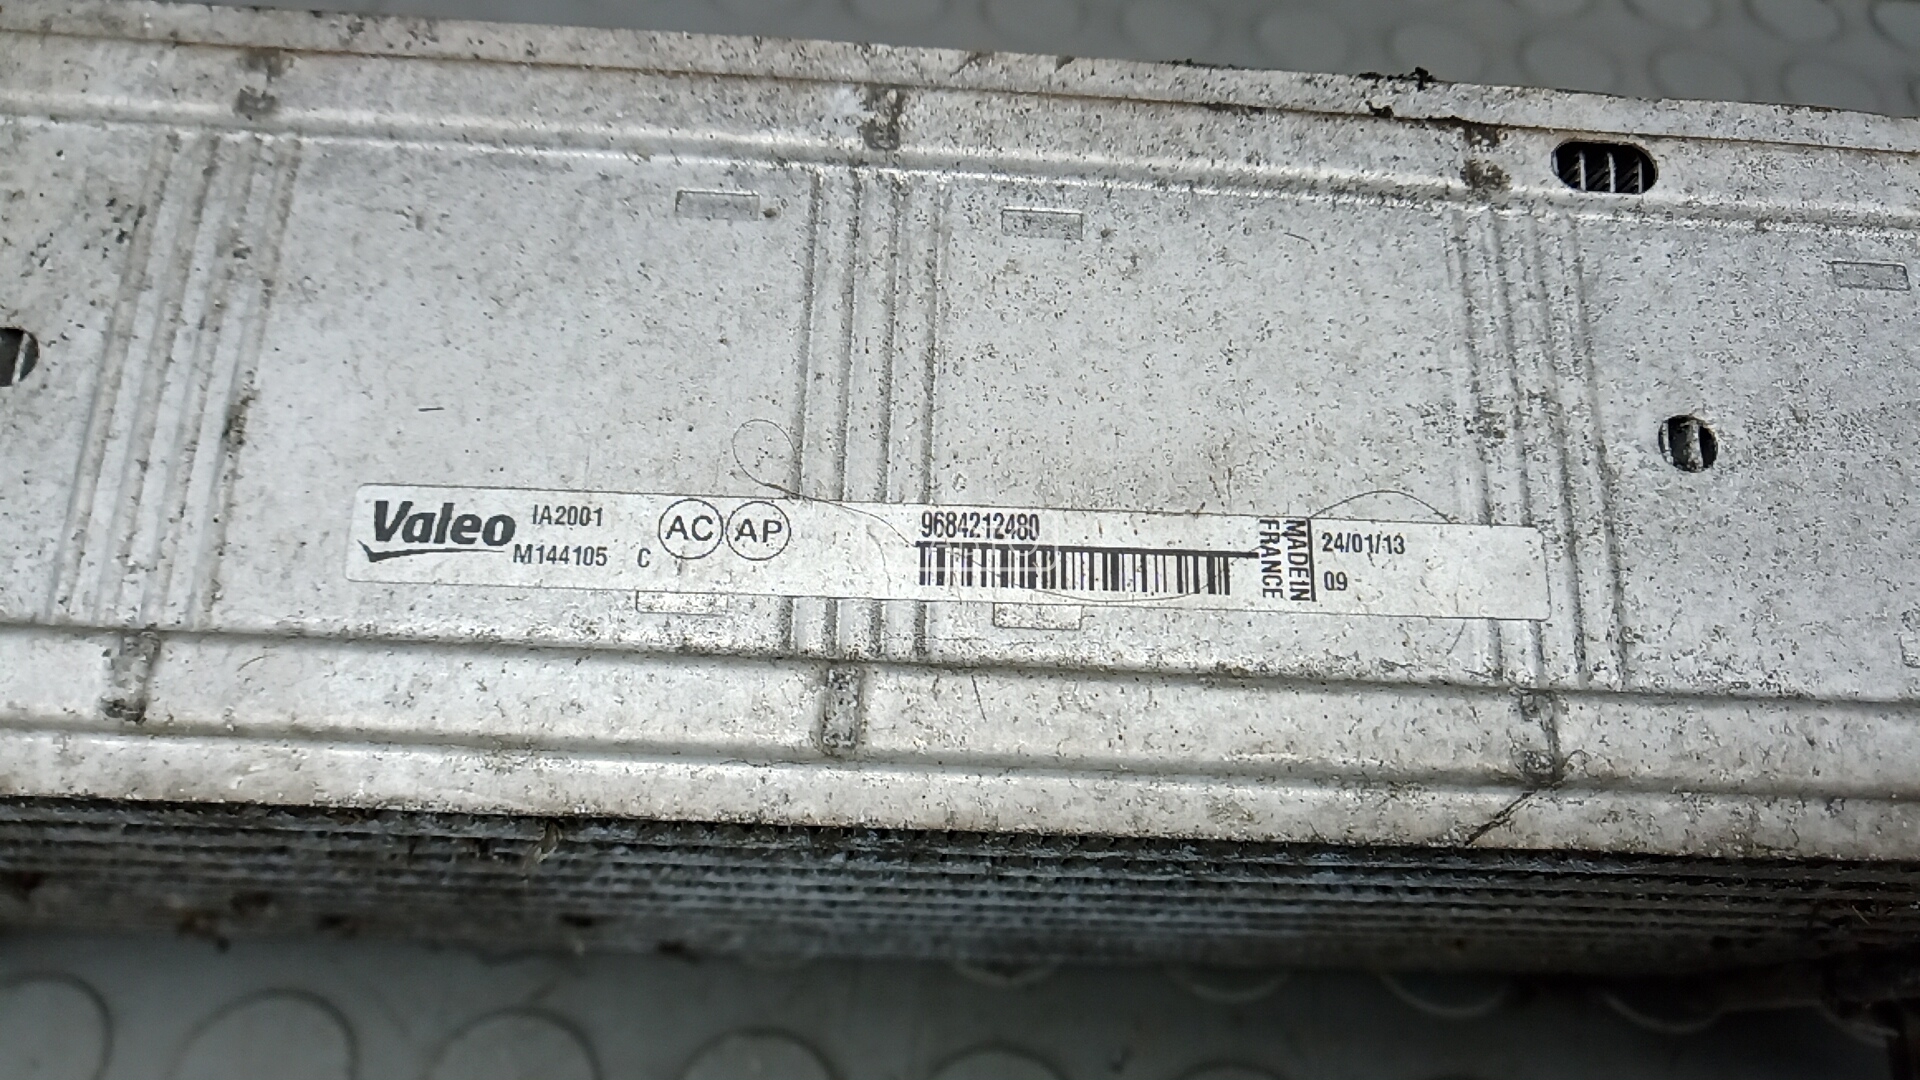 Valeo IA2001
M144105 C
AC AP
9684212480
MADE IN
FRANCE
24/01/13
09